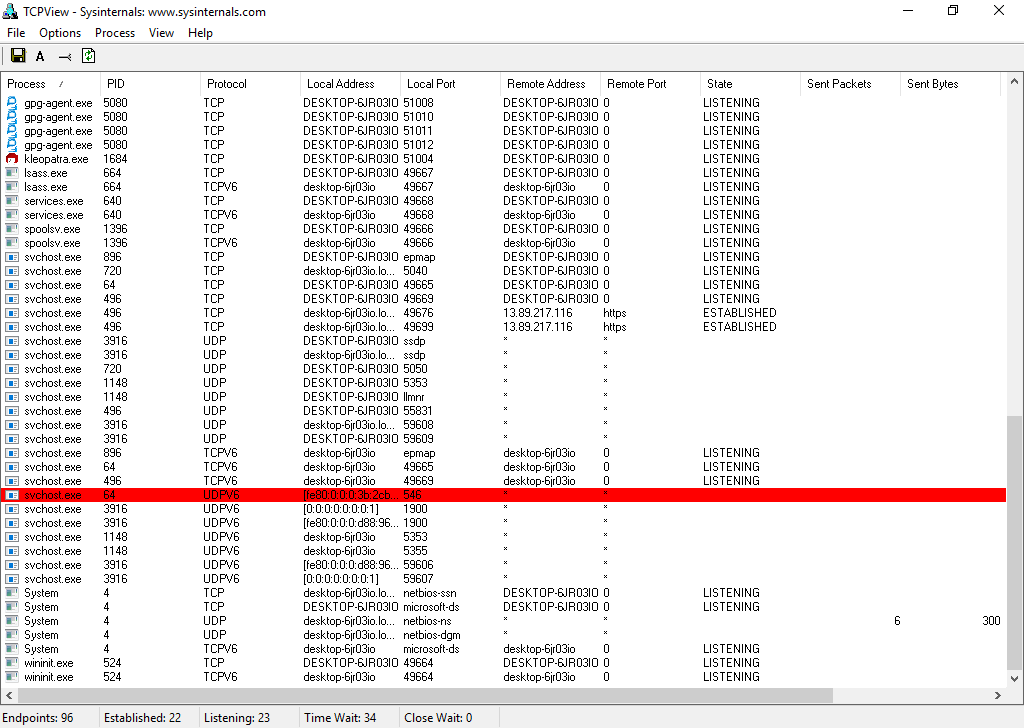 TCPView - Sysinternals: www.sysinternals.com
File Options Process View Help
A
Process / PID Protocol Local Address Local Port Remote Address Remote Port State Sent Packets Sent Bytes
gpg-agent.exe 5080 TCP DESKTOP-6JR03IO 51008 DESKTOP-6JR03IO 0 LISTENING
gpg-agent.exe 5080 TCP DESKTOP-6JR03IO 51010 DESKTOP-6JR03IO 0 LISTENING
gpg-agent.exe 5080 TCP DESKTOP-6JR03IO 51011 DESKTOP-6JR03IO 0 LISTENING
gpg-agent.exe 5080 TCP DESKTOP-6JR03IO 51012 DESKTOP-6JR03IO 0 LISTENING
kleopatra.exe 1684 TCP DESKTOP-6JR03IO 51004 DESKTOP-6JR03IO 0 LISTENING
lsass.exe 664 TCP DESKTOP-6JR03IO 49667 DESKTOP-6JR03IO 0 LISTENING
lsass.exe 664 TCPV6 desktop-6jr03io 49667 desktop-6jr03io 0 LISTENING
services.exe 640 TCP DESKTOP-6JR03IO 49668 DESKTOP-6JR03IO 0 LISTENING
services.exe 640 TCPV6 desktop-6jr03io 49668 desktop-6jr03io 0 LISTENING
spoolsv.exe 1396 TCP DESKTOP-6JR03IO 49666 DESKTOP-6JR03IO 0 LISTENING
spoolsv.exe 1396 TCPV6 desktop-6jr03io 49666 desktop-6jr03io 0 LISTENING
svchost.exe 896 TCP DESKTOP-6JR03IO epmap DESKTOP-6JR03IO 0 LISTENING
svchost.exe 720 TCP desktop-6jr03io.lo... 5040 DESKTOP-6JR03IO 0 LISTENING
svchost.exe 64 TCP DESKTOP-6JR03IO 49665 DESKTOP-6JR03IO 0 LISTENING
svchost.exe 496 TCP DESKTOP-6JR03IO 49669 DESKTOP-6JR03IO 0 LISTENING
svchost.exe 496 TCP desktop-6jr03io.lo... 49676 13.89.217.116 https ESTABLISHED
svchost.exe 496 TCP desktop-6jr03io.lo... 49699 13.89.217.116 https ESTABLISHED
svchost.exe 3916 UDP DESKTOP-6JR03IO ssdp * *
svchost.exe 3916 UDP desktop-6jr03io.lo... ssdp * *
svchost.exe 720 UDP desktop-6jr03io.lo... 5050 * *
svchost.exe 1148 UDP DESKTOP-6JR03IO 5353 * *
svchost.exe 1148 UDP DESKTOP-6JR03IO llmnr * *
svchost.exe 496 UDP DESKTOP-6JR03IO 55831 * *
svchost.exe 3916 UDP desktop-6jr03io.lo... 59608 * *
svchost.exe 3916 UDP DESKTOP-6JR03IO 59609 * *
svchost.exe 896 TCPV6 desktop-6jr03io epmap desktop-6jr03io 0 LISTENING
svchost.exe 64 TCPV6 desktop-6jr03io 49665 desktop-6jr03io 0 LISTENING
svchost.exe 496 TCPV6 desktop-6jr03io 49669 desktop-6jr03io 0 LISTENING
svchost.exe 64 UDPV6 [fe80:0:0:0:3b:2cb... 546 * *
svchost.exe 3916 UDPV6 [0:0:0:0:0:0:0:1] 1900 * *
svchost.exe 3916 UDPV6 [fe80:0:0:0:d88:96... 1900 * *
svchost.exe 1148 UDPV6 desktop-6jr03io 5353 * *
svchost.exe 1148 UDPV6 desktop-6jr03io 5355 * *
svchost.exe 3916 UDPV6 [fe80:0:0:0:d88:96... 59606 * *
svchost.exe 3916 UDPV6 [0:0:0:0:0:0:0:1] 59607 * *
System 4 TCP desktop-6jr03io.lo... netbios-ssn DESKTOP-6JR03IO 0 LISTENING
System 4 TCP DESKTOP-6JR03IO microsoft-ds DESKTOP-6JR03IO 0 LISTENING
System 4 UDP desktop-6jr03io.lo... netbios-ns * * 6 300
System 4 UDP desktop-6jr03io.lo... netbios-dgm * *
System 4 TCPV6 desktop-6jr03io microsoft-ds desktop-6jr03io 0 LISTENING
wininit.exe 524 TCP DESKTOP-6JR03IO 49664 DESKTOP-6JR03IO 0 LISTENING
wininit.exe 524 TCPV6 desktop-6jr03io 49664 desktop-6jr03io 0 LISTENING
Endpoints: 96 Established: 22 Listening: 23 Time Wait: 34 Close Wait: 0